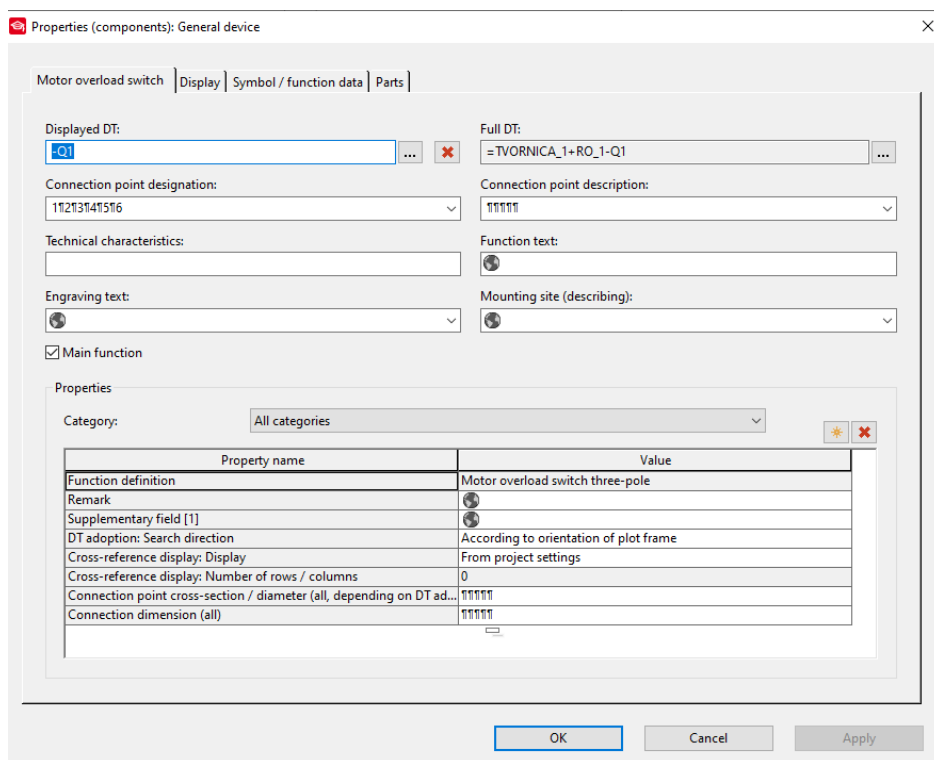 Properties (components): General device
Motor overload switch Display Symbol / function data Parts
Displayed DT: Full DT:
-Q1 ... =TVORNICA_1+RO_1-Q1 ...
Connection point designation: Connection point description:
1¶2¶3¶4¶5¶6 ¶¶¶¶¶
Technical characteristics: Function text:
Engraving text: Mounting site (describing):
Main function
Properties
Category: All categories
Property name Value
Function definition Motor overload switch three-pole
Remark
Supplementary field [1]
DT adoption: Search direction According to orientation of plot frame
Cross-reference display: Display From project settings
Cross-reference display: Number of rows / columns 0
Connection point cross-section / diameter (all, depending on DT ad... ¶¶¶¶¶
Connection dimension (all) ¶¶¶¶¶
OK Cancel Apply